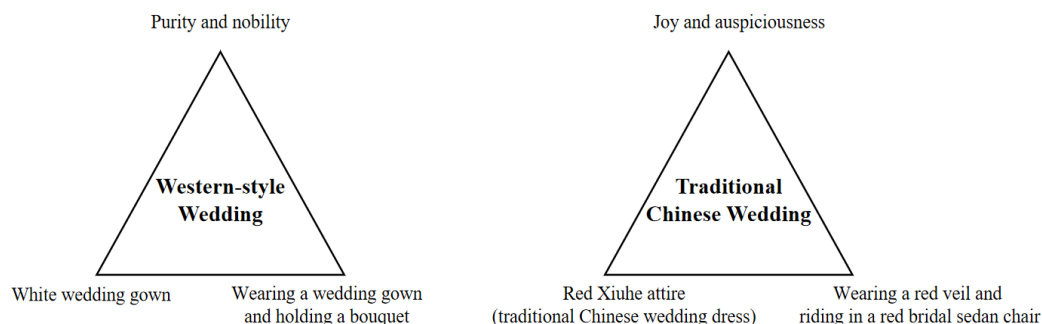 Purity and nobility
Western-style
Wedding
White wedding gown
Wearing a wedding gown
and holding a bouquet
Joy and auspiciousness
Traditional
Chinese Wedding
Red Xiuhe attire
(traditional Chinese wedding dress)
Wearing a red veil and
riding in a red bridal sedan chair